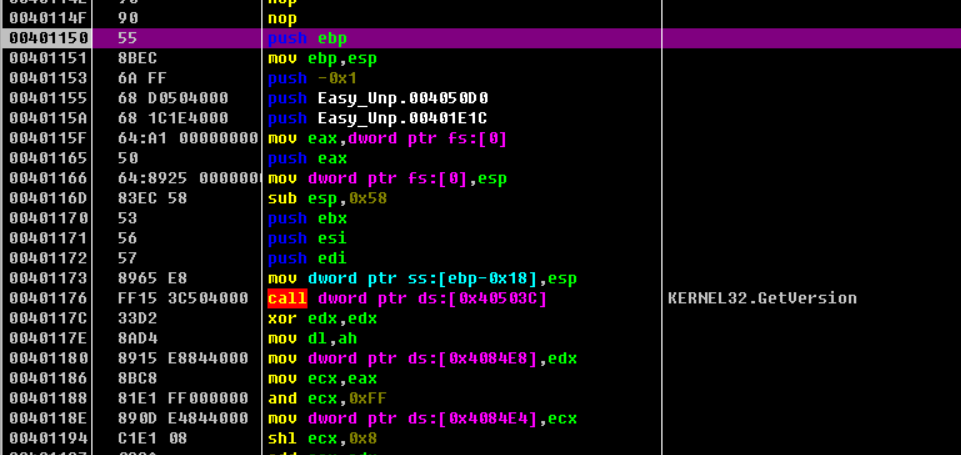 0040114F 90 nop
00401150 55 push ebp
00401151 8BEC mov ebp,esp
00401153 6A FF push -0x1
00401155 68 D0504000 push Easy_Unp.004050D0
0040115A 68 1C1E4000 push Easy_Unp.00401E1C
0040115F 64:A1 00000000 mov eax,dword ptr fs:[0]
00401165 50 push eax
00401166 64:8925 0000000 mov dword ptr fs:[0],esp
0040116D 83EC 58 sub esp,0x58
00401170 53 push ebx
00401171 56 push esi
00401172 57 push edi
00401173 8965 E8 mov dword ptr ss:[ebp-0x18],esp
00401176 FF15 3C504000 call dword ptr ds:[0x40503C] KERNEL32.GetVersion
0040117C 33D2 xor edx,edx
0040117E 8AD4 mov dl,ah
00401180 8915 E8844000 mov dword ptr ds:[0x4084E8],edx
00401186 8BC8 mov ecx,eax
00401188 81E1 FF000000 and ecx,0xFF
0040118E 890D E4844000 mov dword ptr ds:[0x4084E4],ecx
00401194 C1E1 08 shl ecx,0x8